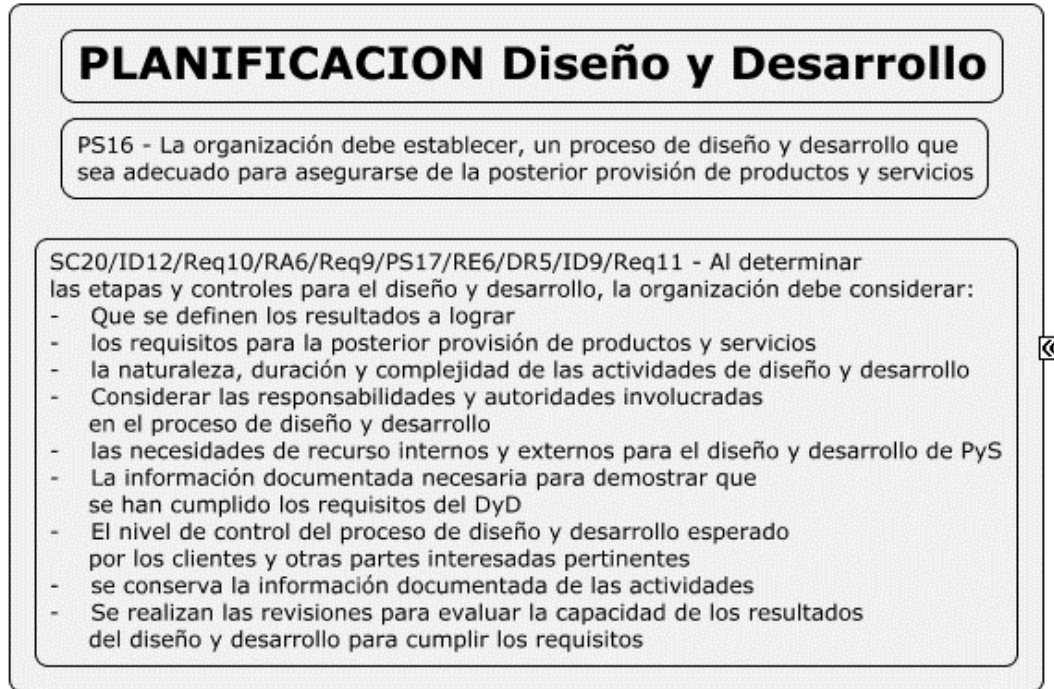 PLANIFICACION Diseño y Desarrollo
PS16 - La organización debe establecer, un proceso de diseño y desarrollo que
sea adecuado para asegurarse de la posterior provisión de productos y servicios
SC20/ID12/Req10/RA6/Req9/PS17/RE6/DR5/ID9/Req11 - Al determinar
las etapas y controles para el diseño y desarrollo, la organización debe considerar:
- Que se definen los resultados a lograr
- los requisitos para la posterior provisión de productos y servicios
- la naturaleza, duración y complejidad de las actividades de diseño y desarrollo
- Considerar las responsabilidades y autoridades involucradas
en el proceso de diseño y desarrollo
- las necesidades de recurso internos y externos para el diseño y desarrollo de PyS
- La información documentada necesaria para demostrar que
se han cumplido los requisitos del DyD
- El nivel de control del proceso de diseño y desarrollo esperado
por los clientes y otras partes interesadas pertinentes
- se conserva la información documentada de las actividades
- Se realizan las revisiones para evaluar la capacidad de los resultados
del diseño y desarrollo para cumplir los requisitos